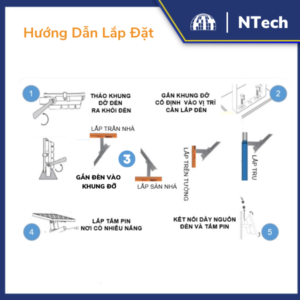 NTech
Hướng Dẫn Lắp Đặt
1
THÁO KHUNG
ĐỠ ĐÈN
RA KHỎI ĐÈN
GẮN KHUNG ĐỠ
CỐ ĐỊNH VÀO VỊ TRÍ
CẦN LẮP ĐÈN
2
LẮP TRẦN NHÀ
GẮN ĐÈN VÀO
KHUNG ĐỠ
3
LẮP SÀN NHÀ
LẮP TRÊN TƯỜNG
LẮP TRỤ
4
LẮP TẤM PIN
NƠI CÓ NHIỀU NẮNG
KẾT NỐI DÂY NGUỒN
ĐÈN VÀ TẤM PIN
5